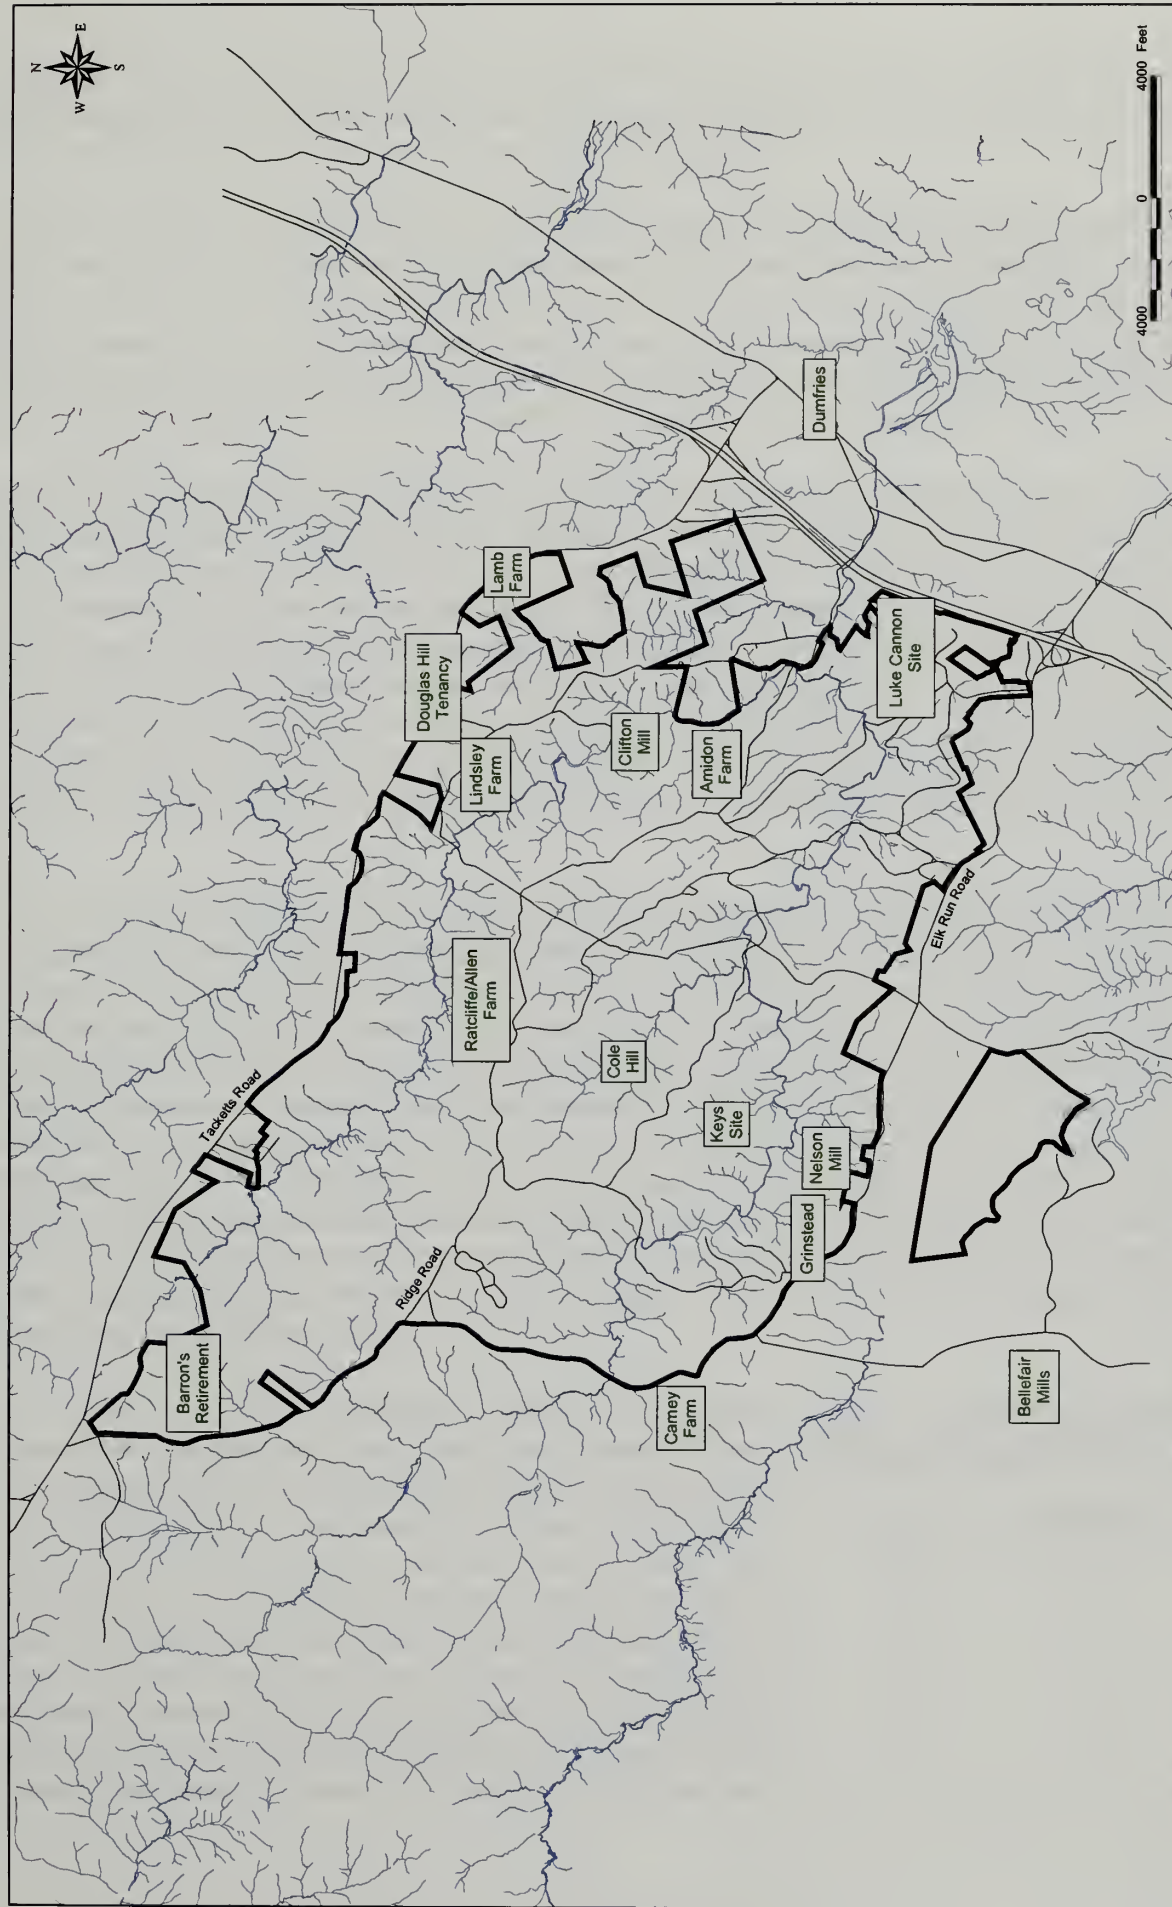 N
W E
S
Tacketts Road
Barron's
Retirement
Ridge Road
Douglas Hill
Tenancy
Lamb
Farm
Lindsley
Farm
Ratcliffe/Allen
Farm
Clifton
Mill
Cole
Hill
Carney
Farm
Amidon
Farm
Keys
Site
Dumfries
Nelson
Mill
Grinstead
Luke Cannon
Site
Elk Run Road
Bellefair
Mills
4000 0 4000 Feet